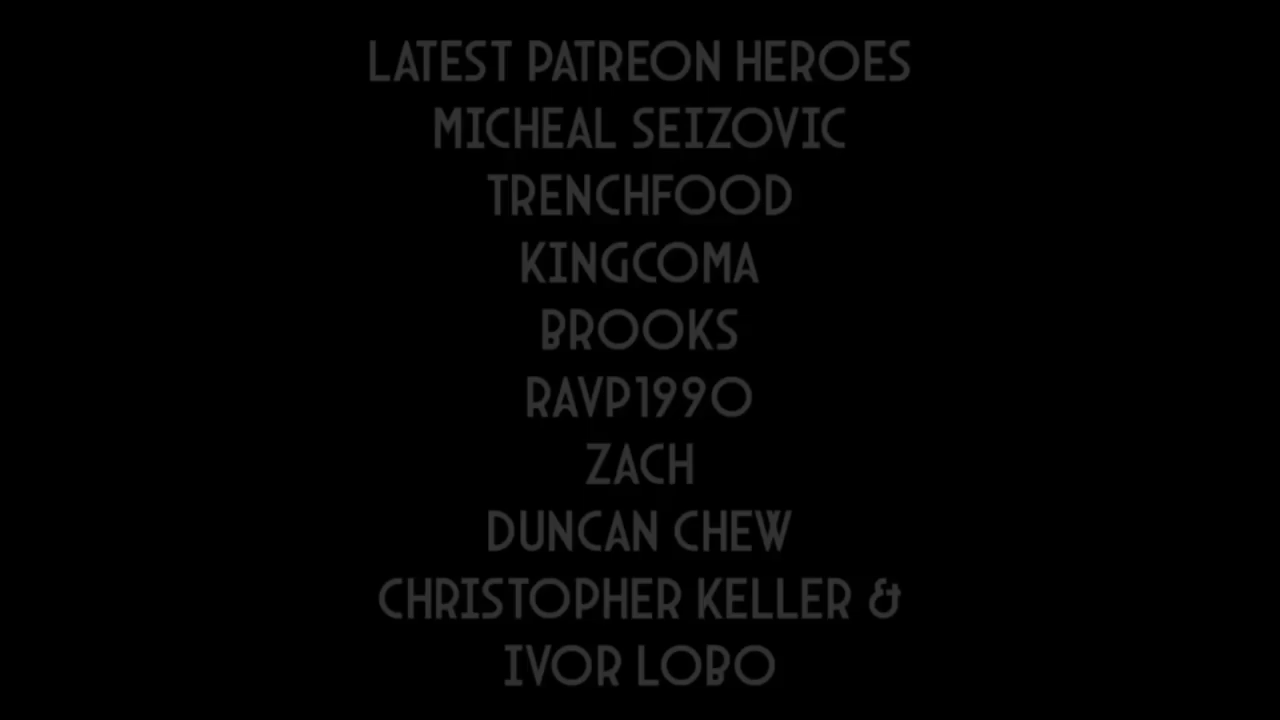 LATEST PATREON HEROES
MICHEAL SEIZOVIC
TRENCHFOOD
KINGCOMA
BROOKS
RAVP1990
ZACH
DUNCAN CHEW
CHRISTOPHER KELLER &
IVOR LOBO